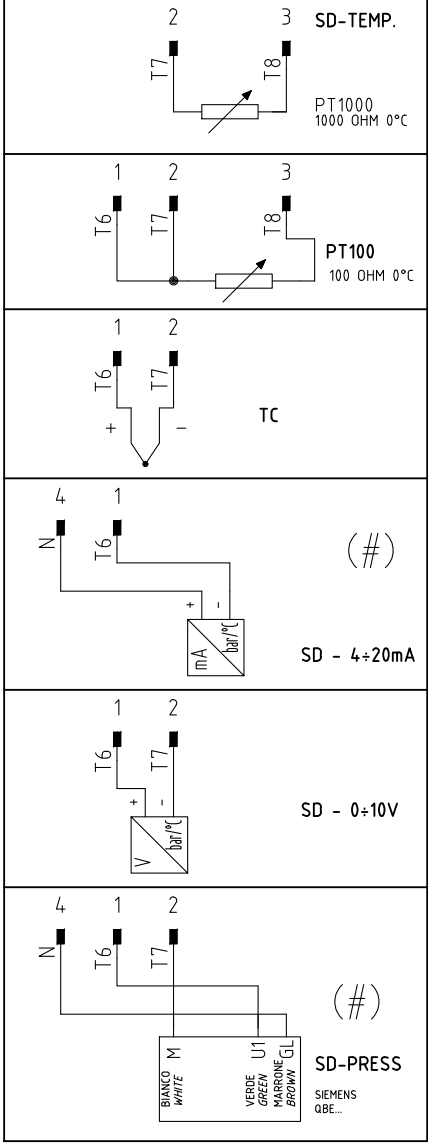 2 3 SD-TEMP.
T7 T8
PT1000
1000 OHM 0°C
1 2 3
T6 T7 T8
PT100
100 OHM 0°C
1 2
T6 T7
+ -
TC
4 1
N T6
(#)
+ -
mA bar/°C
SD - 4÷20mA
1 2
T6 T7
+ -
V bar/°C
SD - 0÷10V
4 1 2
N T6 T7
(#)
M U1 GL
BIANCO
WHITE
VERDE
GREEN
MARRONE
BROWN
SD-PRESS
SIEMENS
QBE...